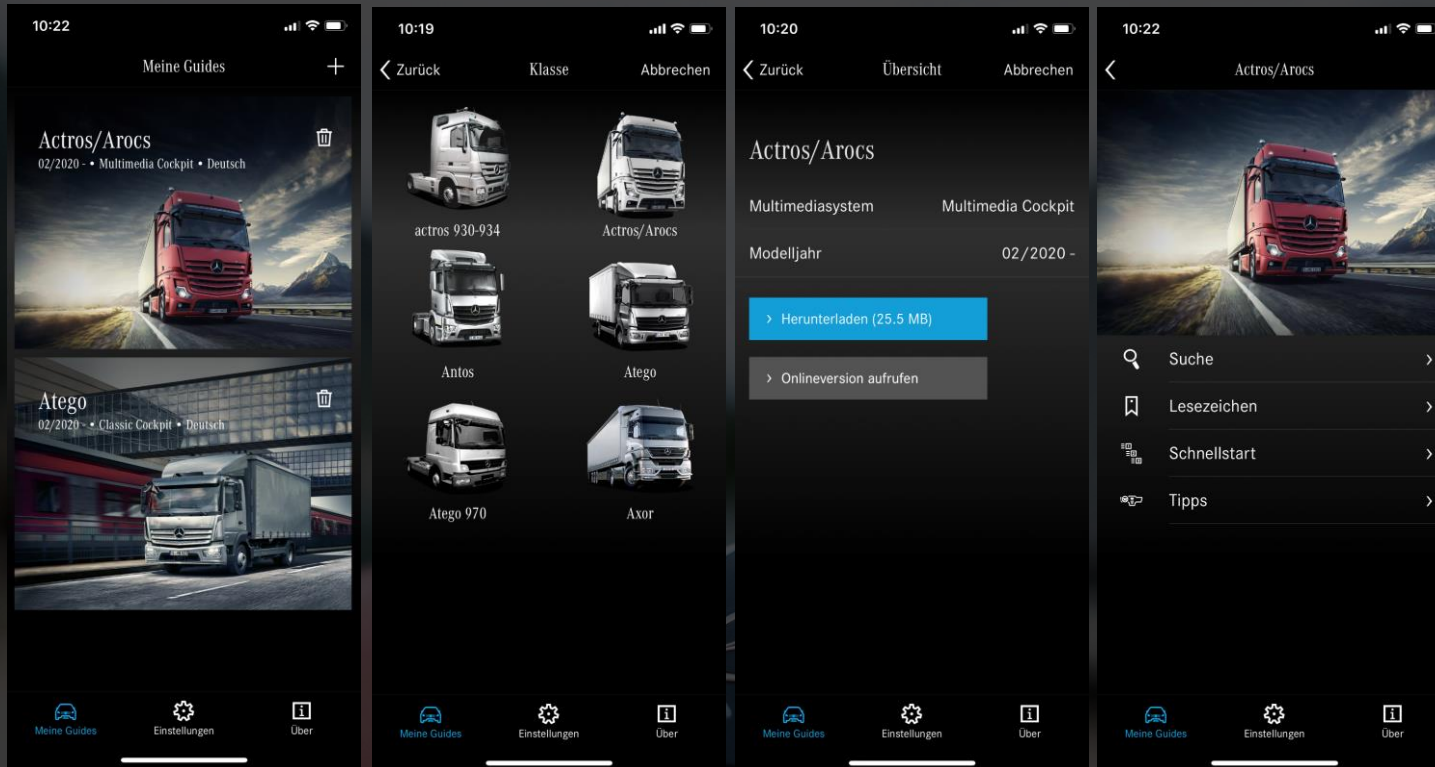 10:22
Meine Guides
Actros/Arocs
02/2020 - • Multimedia Cockpit • Deutsch
Atego
02/2020 - • Classic Cockpit • Deutsch
Meine Guides
Einstellungen
Über
10:19
Zurück
Klasse
Abbrechen
actros 930-934
Actros/Arocs
Antos
Atego
Atego 970
Axor
Meine Guides
Einstellungen
Über
10:20
Zurück
Übersicht
Abbrechen
Actros/Arocs
Multimediasystem Multimedia Cockpit
Modelljahr 02/2020 -
Herunterladen (25.5 MB)
Onlineversion aufrufen
Meine Guides
Einstellungen
Über
10:22
Actros/Arocs
Suche
Lesezeichen
Schnellstart
Tipps
Meine Guides
Einstellungen
Über